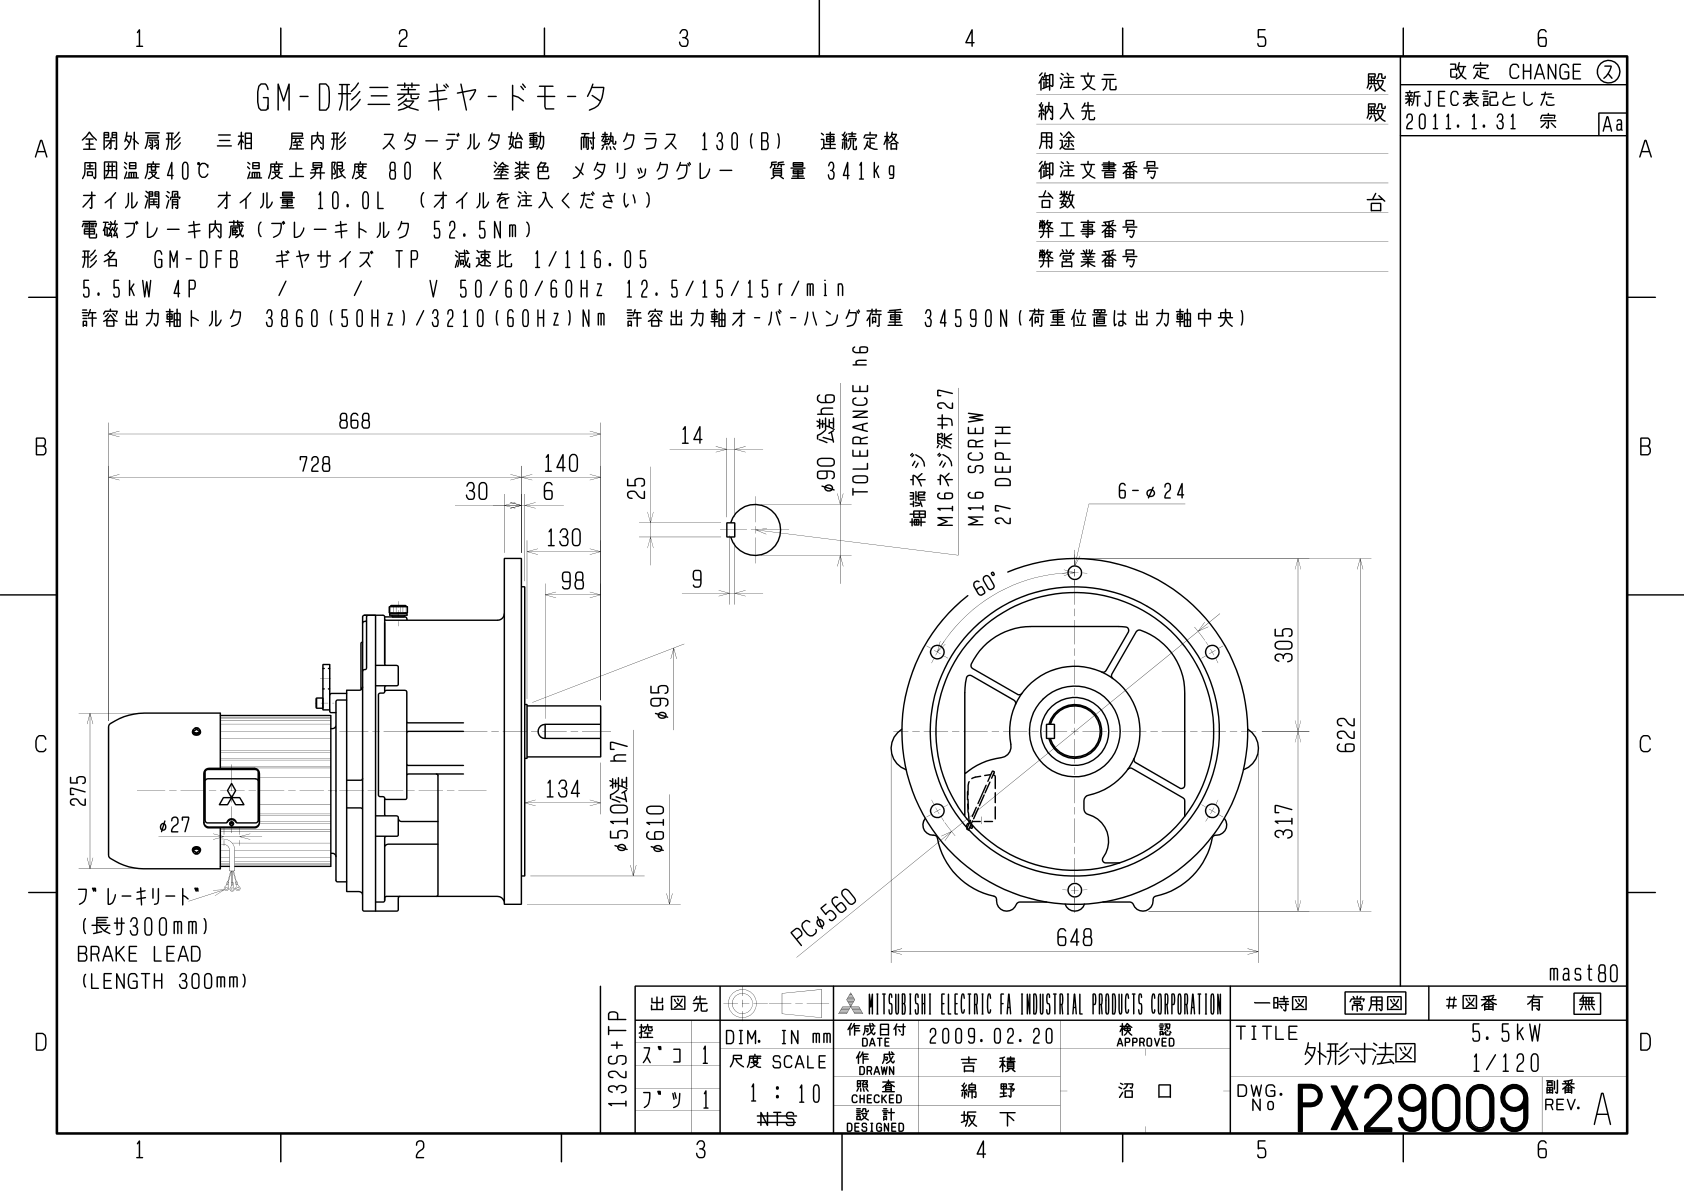 1 2 3 4 5 6
A
B
C
D
GM-D形三菱ギヤードモータ
全閉外扇形 三相 屋内形 スターデルタ始動 耐熱クラス 130(B) 連続定格
周囲温度40℃ 温度上昇限度 80 K 塗装色 メタリックグレー 質量 341kg
オイル潤滑 オイル量 10.0L (オイルを注入ください)
電磁ブレーキ内蔵(ブレーキトルク 52.5Nm)
形名 GM-DFB ギヤサイズ TP 減速比 1/116.05
5.5kW 4P / / V 50/60/60Hz 12.5/15/15r/min
許容出力軸トルク 3860(50Hz)/3210(60Hz)Nm 許容出力軸オーバーハング荷重 34590N(荷重位置は出力軸中央)
御注文元 殿
納入先 殿
用途
御注文書番号
台数 台
弊工事番号
弊営業番号
改定 CHANGE ス
新JEC表記とした
2011.1.31 宗 Aa
A
B
C
D
868
728
140
30
6
130
98
134
275
φ27
φ95
φ510公差 h7
φ610
ブレーキリード
(長サ300mm)
BRAKE LEAD
(LENGTH 300mm)
14
25
9
φ90 公差h6
TOLERANCE h6
軸端ネジ
M16ネジ深サ27
M16 SCREW
27 DEPTH
6-φ24
60°
305
622
317
648
PCφ560
mast80
132S+TP
出図先
控
ズコ 1
ブツ 1
DIM. IN mm
尺度 SCALE
1 : 10
NTS
MITSUBISHI ELECTRIC FA INDUSTRIAL PRODUCTS CORPORATION
作成日付
DATE
2009.02.20
検 認
APPROVED
作 成
DRAWN
吉 積
照 査
CHECKED
綿 野
沼 口
設 計
DESIGNED
坂 下
一時図 常用図 #図番 有 無
TITLE
外形寸法図
5.5kW
1/120
DWG.
No
PX29009
副番
REV.
A
1 2 3 4 5 6